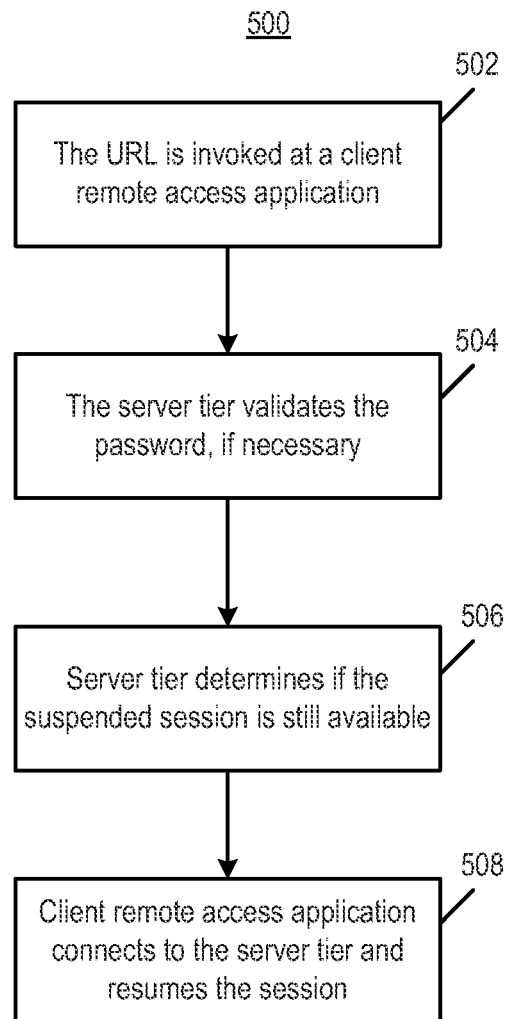 500
502
The URL is invoked at a client
remote access application
504
The server tier validates the
password, if necessary
506
Server tier determines if the
suspended session is still available
508
Client remote access application
connects to the server tier and
resumes the session